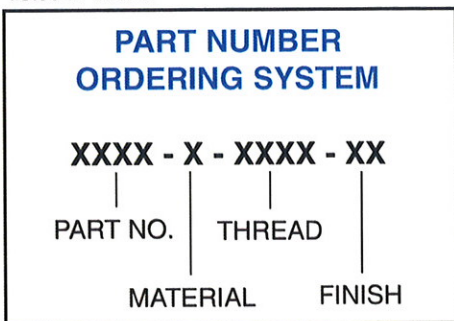 PART NUMBER
ORDERING SYSTEM
XXXX - X - XXXX - XX
PART NO. THREAD
MATERIAL FINISH